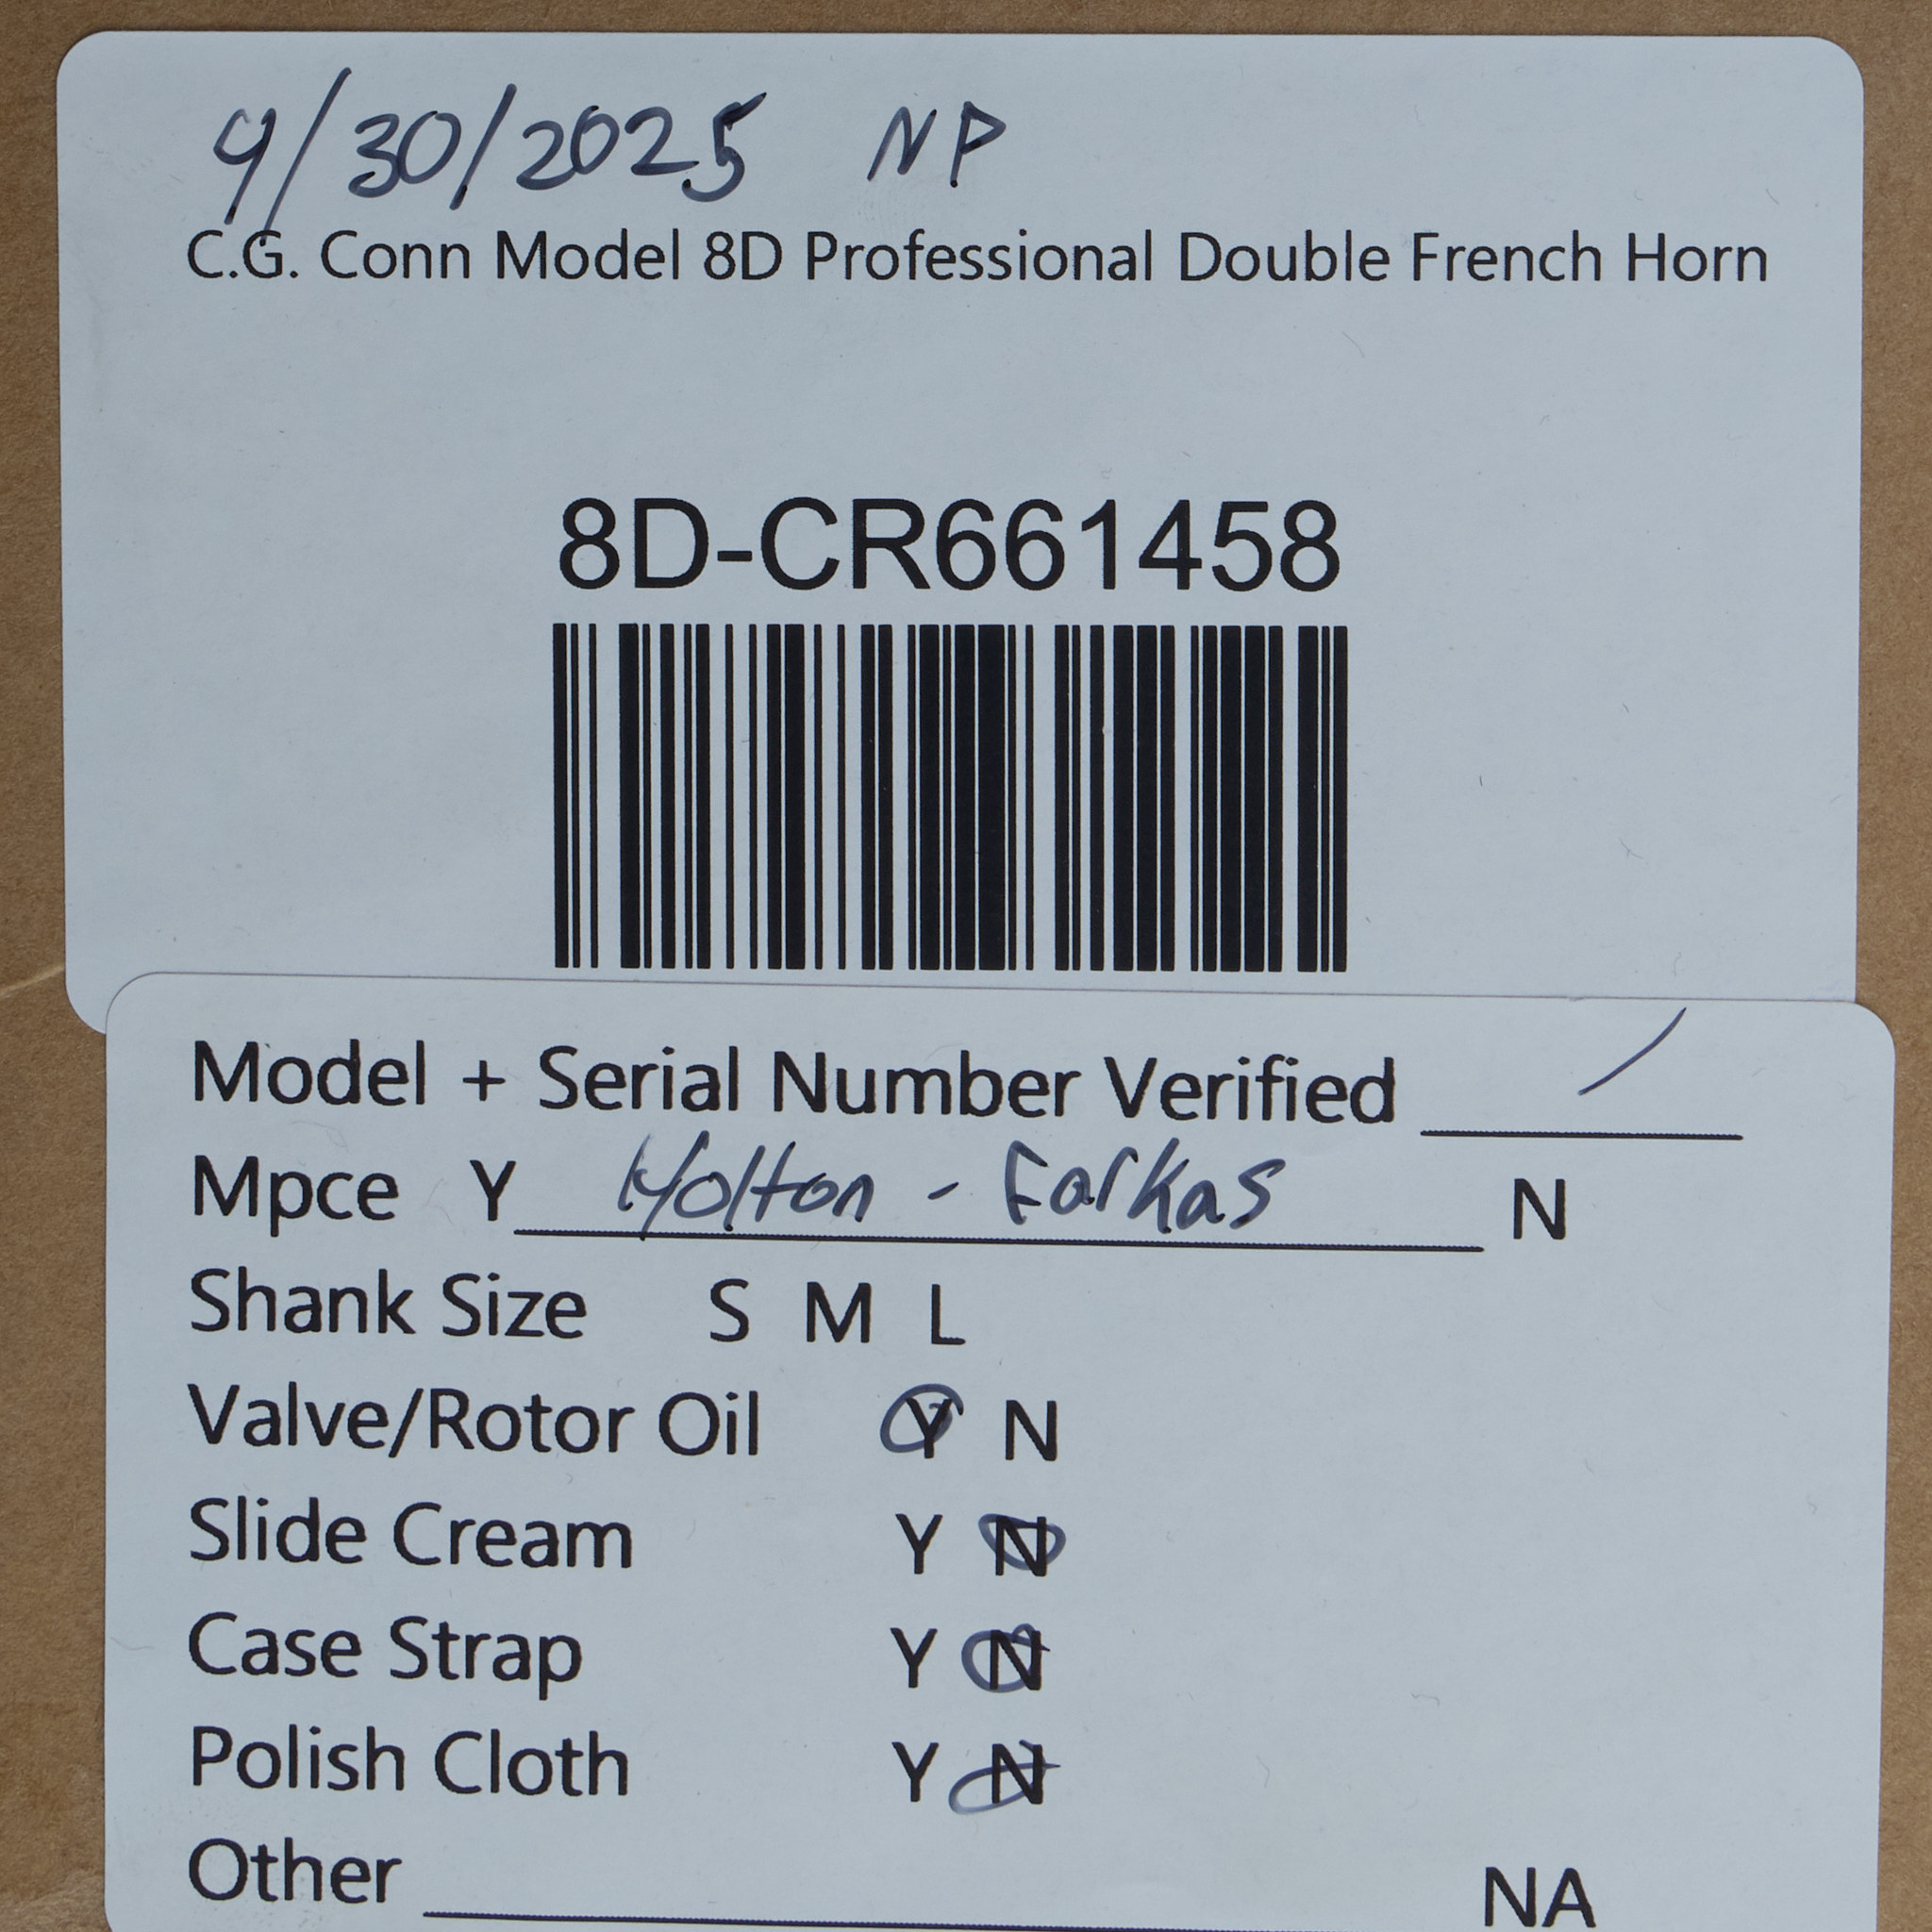 9/30/2025 NP
C.G. Conn Model 8D Professional Double French Horn
8D-CR661458
Model + Serial Number Verified
Mpce Y Holton - Farkas N
Shank Size S M L
Valve/Rotor Oil Y N
Slide Cream Y N
Case Strap Y N
Polish Cloth Y N
Other NA